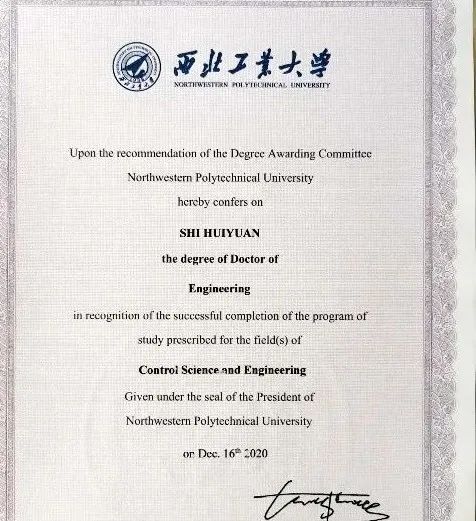 西北工業大學
NORTHWESTERN POLYTECHNICAL UNIVERSITY
Upon the recommendation of the Degree Awarding Committee
Northwestern Polytechnical University
hereby confers on
SHI HUIYUAN
the degree of Doctor of
Engineering
in recognition of the successful completion of the program of
study prescribed for the field(s) of
Control Science and Engineering
Given under the seal of the President of
Northwestern Polytechnical University
on Dec. 16th 2020